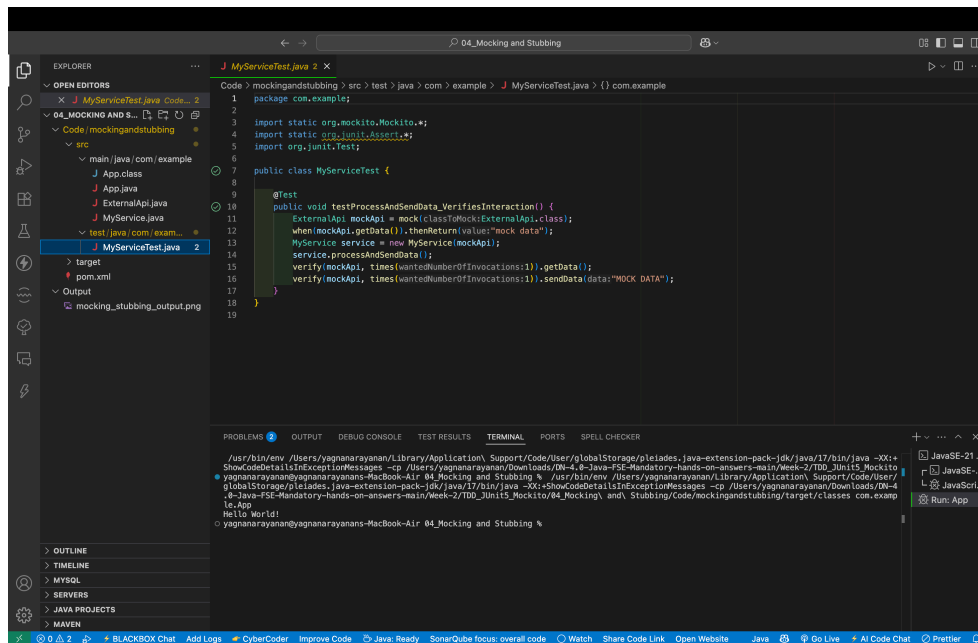 04_Mocking and Stubbing
EXPLORER
OPEN EDITORS
MyServiceTest.java Code... 2
04_MOCKING AND S...
Code/mockingandstubbing
src
main/java/com/example
App.class
App.java
ExternalApi.java
MyService.java
test/java/com/exam...
MyServiceTest.java 2
target
pom.xml
Output
mocking_stubbing_output.png
OUTLINE
TIMELINE
MYSQL
SERVERS
JAVA PROJECTS
MAVEN
MyServiceTest.java 2
Code > mockingandstubbing > src > test > java > com > example > MyServiceTest.java > {} com.example
1 package com.example;
2
3 import static org.mockito.Mockito.*;
4 import static org.junit.Assert.*;
5 import org.junit.Test;
6
7 public class MyServiceTest {
8
9 @Test
10 public void testProcessAndSendData_VerifiesInteraction() {
11 ExternalApi mockApi = mock(classToMock:ExternalApi.class);
12 when(mockApi.getData()).thenReturn(value:"mock data");
13 MyService service = new MyService(mockApi);
14 service.processAndSendData();
15 verify(mockApi, times(wantedNumberOfInvocations:1)).getData();
16 verify(mockApi, times(wantedNumberOfInvocations:1)).sendData(data:"MOCK DATA");
17 }
18 }
19
PROBLEMS 2 OUTPUT DEBUG CONSOLE TEST RESULTS TERMINAL PORTS SPELL CHECKER
/usr/bin/env /Users/yagnanarayanan/Library/Application\ Support/Code/User/globalStorage/pleiades.java-extension-pack-jdk/java/17/bin/java -XX:+
ShowCodeDetailsInExceptionMessages -cp /Users/yagnanarayanan/Downloads/DN-4.0-Java-FSE-Mandatory-hands-on-answers-main/Week-2/TDD_JUnit5_Mockito
yagnanarayanan@yagnanarayanans-MacBook-Air 04_Mocking and Stubbing % /usr/bin/env /Users/yagnanarayanan/Library/Application\ Support/Code/User/
globalStorage/pleiades.java-extension-pack-jdk/java/17/bin/java -XX:+ShowCodeDetailsInExceptionMessages -cp /Users/yagnanarayanan/Downloads/DN-4
.0-Java-FSE-Mandatory-hands-on-answers-main/Week-2/TDD_JUnit5_Mockito/04_Mocking\ and\ Stubbing/Code/mockingandstubbing/target/classes com.examp
le.App
Hello World!
yagnanarayanan@yagnanarayanans-MacBook-Air 04_Mocking and Stubbing %
JavaSE-21 ..
JavaSE-..
JavaScri..
Run: App
0 2 BLACKBOX Chat Add Logs CyberCoder Improve Code Java: Ready SonarQube focus: overall code Watch Share Code Link Open Website Java Go Live AI Code Chat Prettier